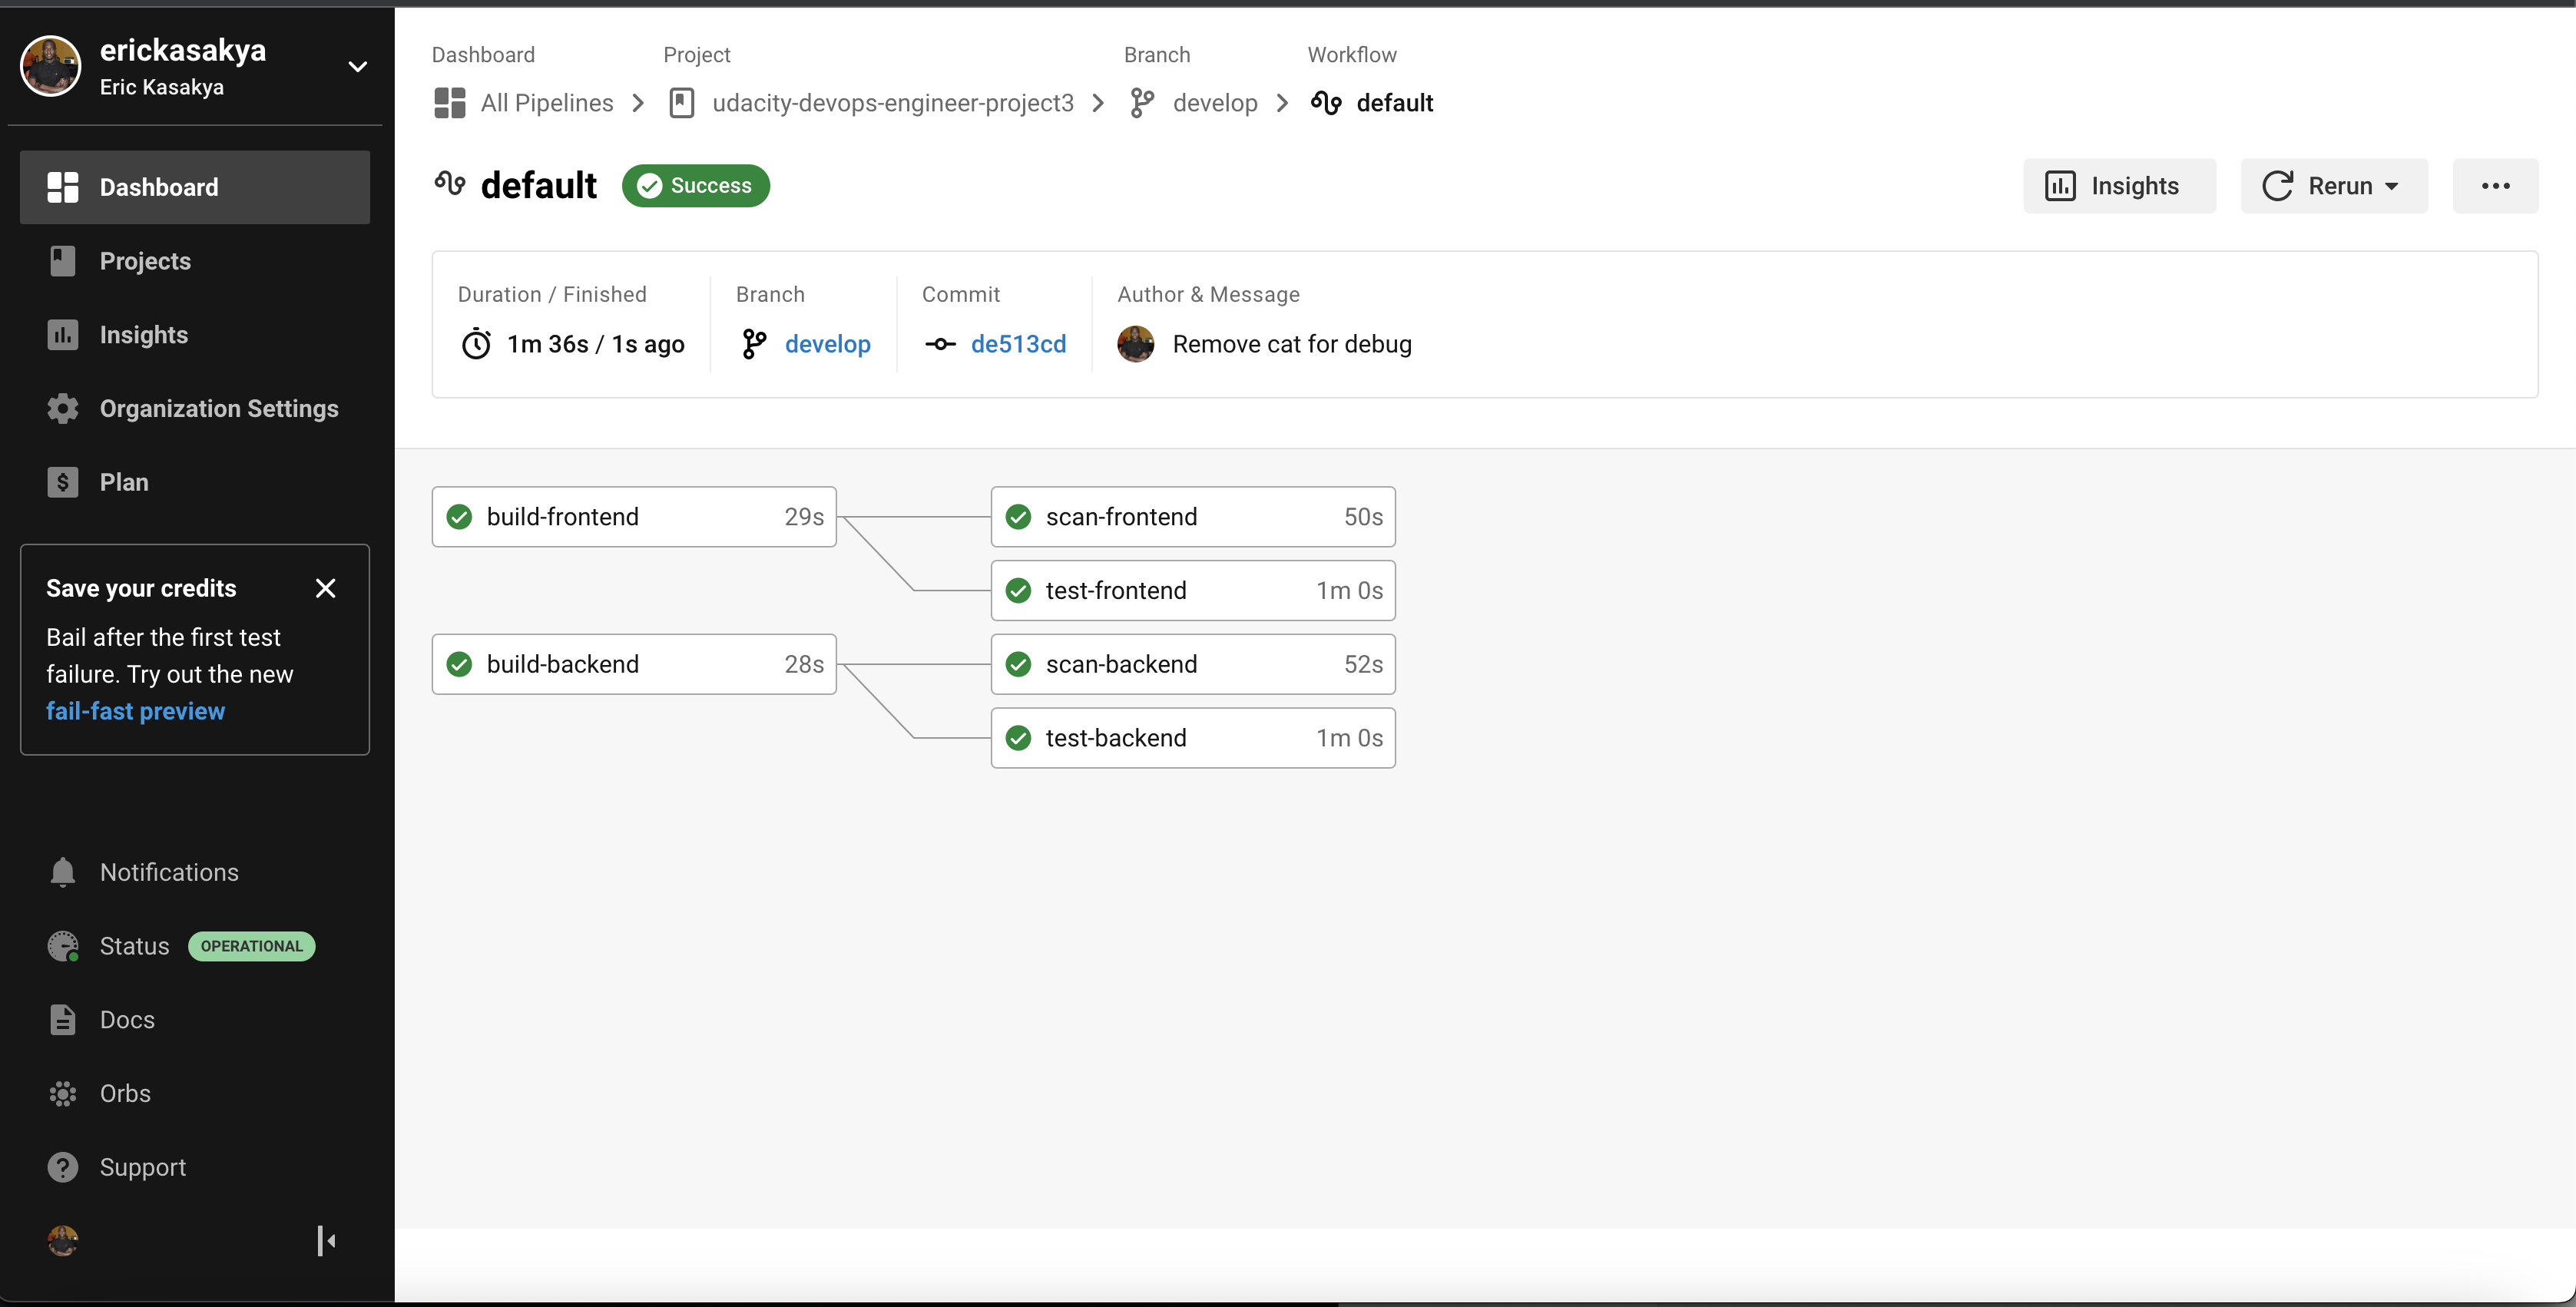 erickasakya
Eric Kasakya
Dashboard
Projects
Insights
Organization Settings
Plan
Save your credits
Bail after the first test
failure. Try out the new
fail-fast preview
Notifications
Status OPERATIONAL
Docs
Orbs
Support
Dashboard Project Branch Workflow
All Pipelines udacity-devops-engineer-project3 develop default
default Success Insights Rerun
Duration / Finished Branch Commit Author & Message
1m 36s / 1s ago develop de513cd Remove cat for debug
build-frontend 29s scan-frontend 50s
test-frontend 1m 0s
build-backend 28s scan-backend 52s
test-backend 1m 0s